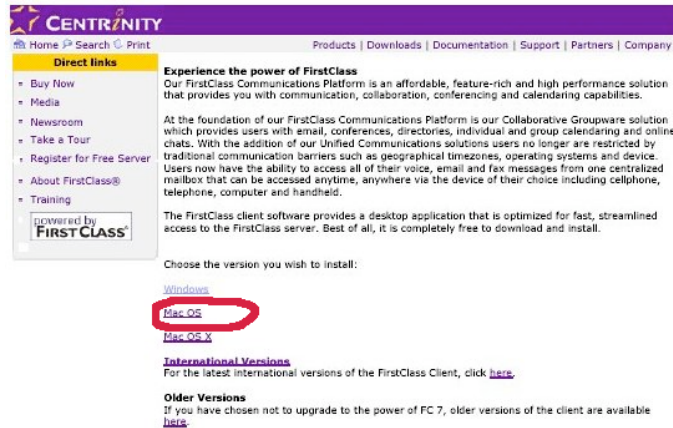 CENTRINITY
Home Search Print
Products | Downloads | Documentation | Support | Partners | Company
Direct links
Buy Now
Media
Newsroom
Take a Tour
Register for Free Server
About FirstClass®
Training
powered by
FIRSTCLASS®
Experience the power of FirstClass
Our FirstClass Communications Platform is an affordable, feature-rich and high performance solution
that provides you with communication, collaboration, conferencing and calendaring capabilities.
At the foundation of our FirstClass Communications Platform is our Collaborative Groupware solution
which provides users with email, conferences, directories, individual and group calendaring and online
chats. With the addition of our Unified Communications solutions users no longer are restricted by
traditional communication barriers such as geographical timezones, operating systems and device.
Users now have the ability to access all of their voice, email and fax messages from one centralized
mailbox that can be accessed anytime, anywhere via the device of their choice including cellphone,
telephone, computer and handheld.
The FirstClass client software provides a desktop application that is optimized for fast, streamlined
access to the FirstClass server. Best of all, it is completely free to download and install.
Choose the version you wish to install:
Windows
Mac OS
Mac OS X
International Versions
For the latest international versions of the FirstClass Client, click here.
Older Versions
If you have chosen not to upgrade to the power of FC 7, older versions of the client are available
here.